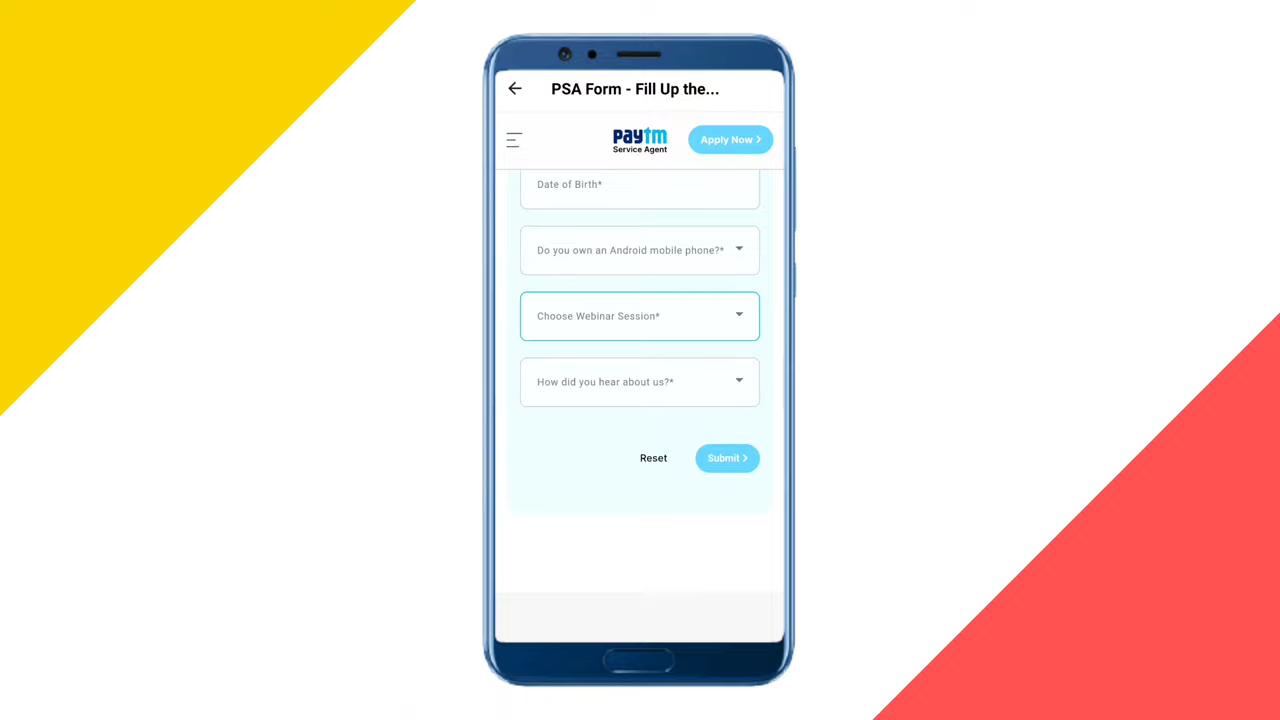 PSA Form - Fill Up the...
paytm
Service Agent
Apply Now
Date of Birth*
Do you own an Android mobile phone?*
Choose Webinar Session*
How did you hear about us?*
Reset
Submit